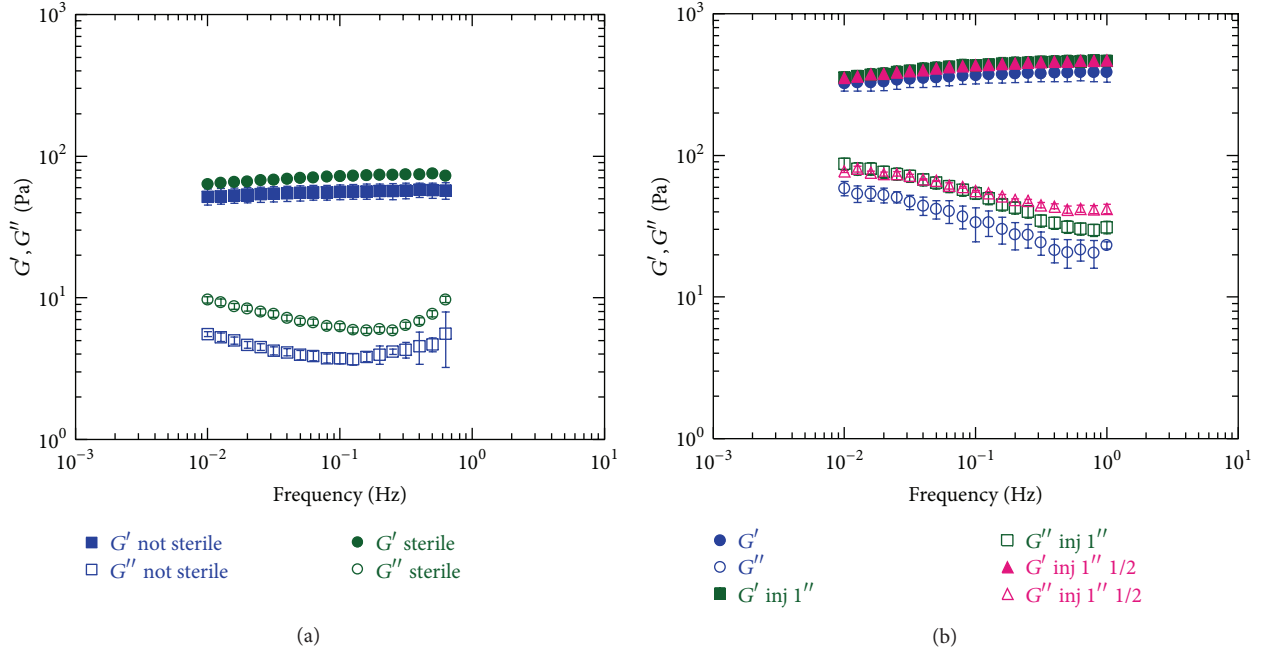 10³
10²
10¹
10⁰
G′, G″ (Pa)
10⁻³ 10⁻² 10⁻¹ 10⁰ 10¹
Frequency (Hz)
G′ not sterile G′ sterile
G″ not sterile G″ sterile
(a)
10³
10²
10¹
10⁰
G′, G″ (Pa)
10⁻³ 10⁻² 10⁻¹ 10⁰ 10¹
Frequency (Hz)
G′ G″ inj 1″
G″ G′ inj 1″ 1/2
G′ inj 1″ G″ inj 1″ 1/2
(b)